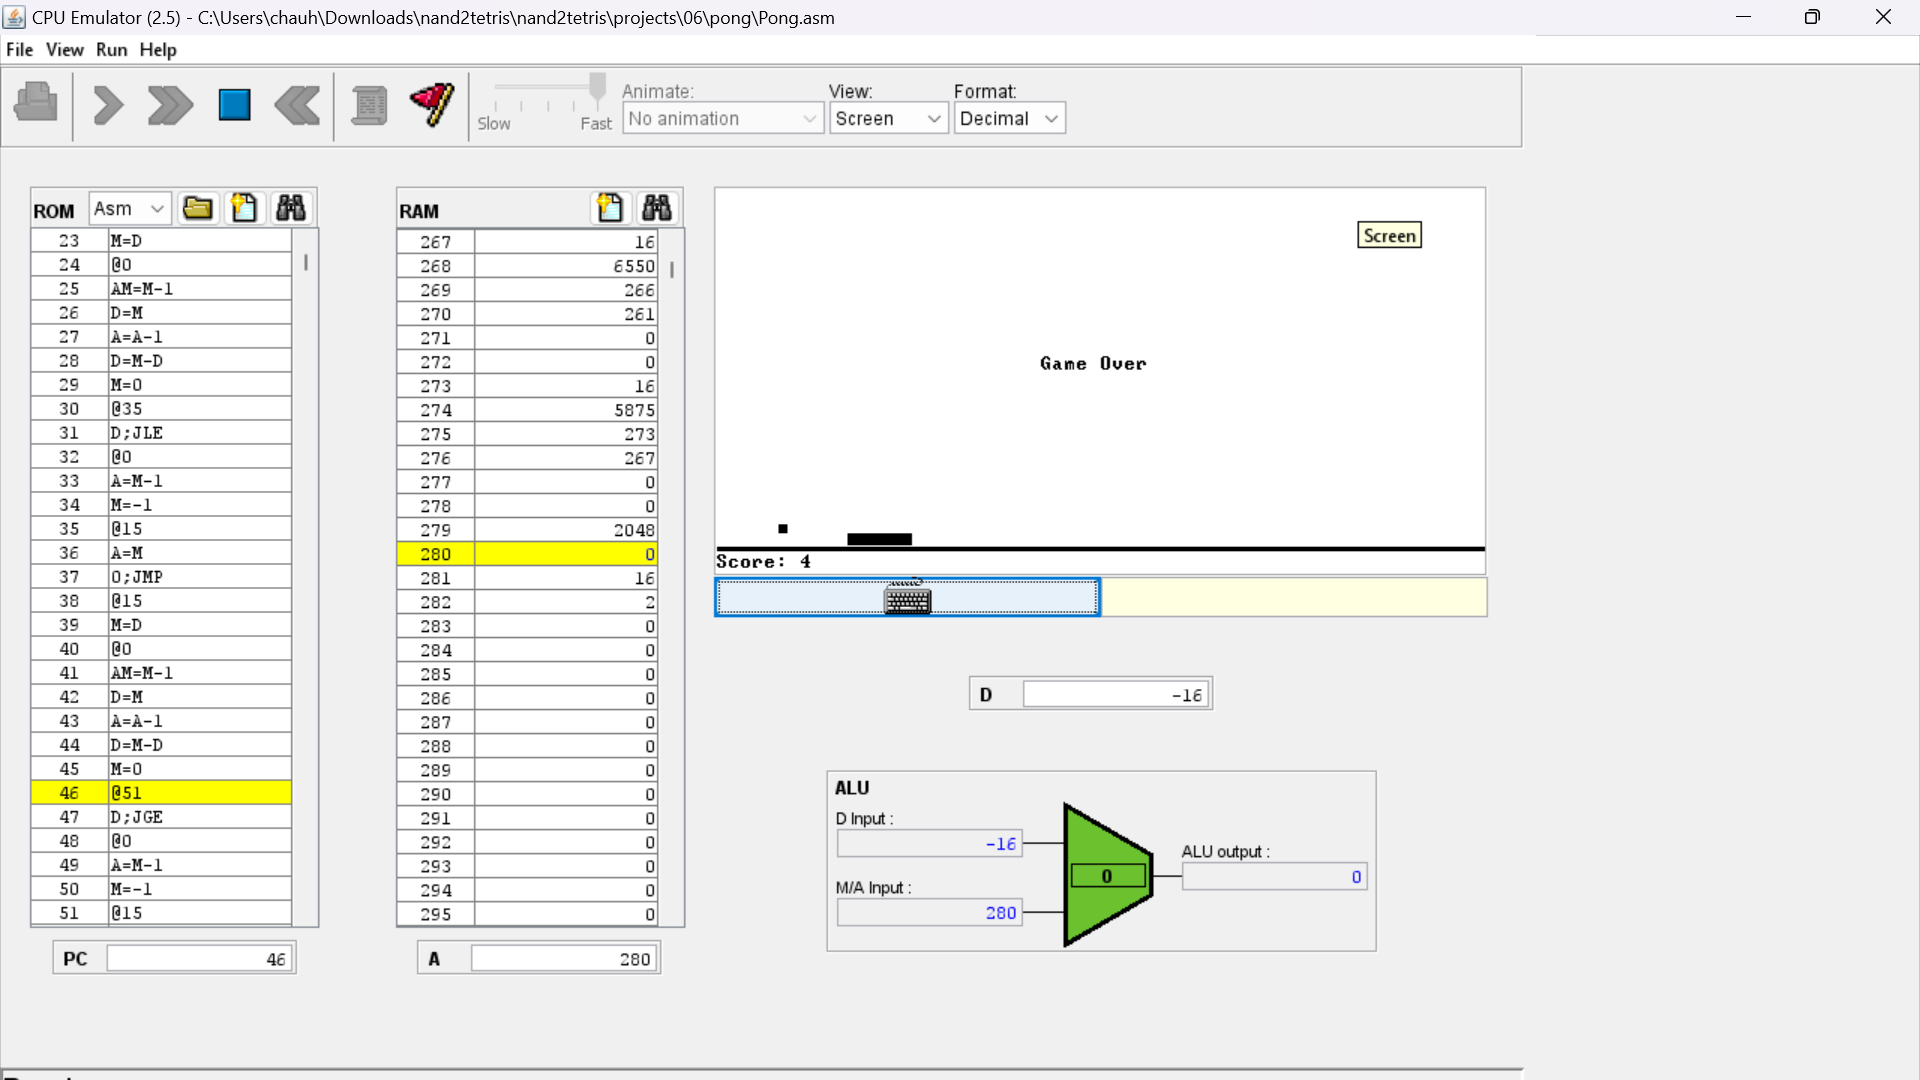 CPU Emulator (2.5) - C:\Users\chauh\Downloads\nand2tetris\nand2tetris\projects\06\pong\Pong.asm
File View Run Help
Slow Fast
Animate:
No animation
View:
Screen
Format:
Decimal
ROM Asm
23 M=D
24 @0
25 AM=M-1
26 D=M
27 A=A-1
28 D=M-D
29 M=0
30 @35
31 D;JLE
32 @0
33 A=M-1
34 M=-1
35 @15
36 A=M
37 0;JMP
38 @15
39 M=D
40 @0
41 AM=M-1
42 D=M
43 A=A-1
44 D=M-D
45 M=0
46 @51
47 D;JGE
48 @0
49 A=M-1
50 M=-1
51 @15
PC 46
RAM
267 16
268 6550
269 266
270 261
271 0
272 0
273 16
274 5875
275 273
276 267
277 0
278 0
279 2048
280 0
281 16
282 2
283 0
284 0
285 0
286 0
287 0
288 0
289 0
290 0
291 0
292 0
293 0
294 0
295 0
A 280
Screen
Game Over
Score: 4
D -16
ALU
D Input :
-16
M/A Input :
280
0
ALU output :
0